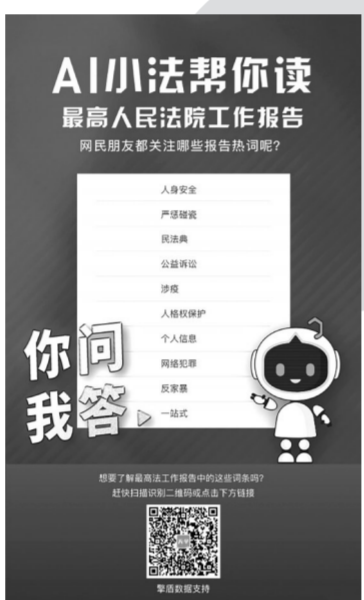 AI小法帮你读
最高人民法院工作报告
网民朋友都关注哪些报告热词呢?
人身安全
严惩碰瓷
民法典
公益诉讼
涉疫
人格权保护
个人信息
网络犯罪
反家暴
一站式
你问
我答
想要了解最高法工作报告中的这些词条吗?
赶快扫描识别二维码或点击下方链接
擎盾数据支持